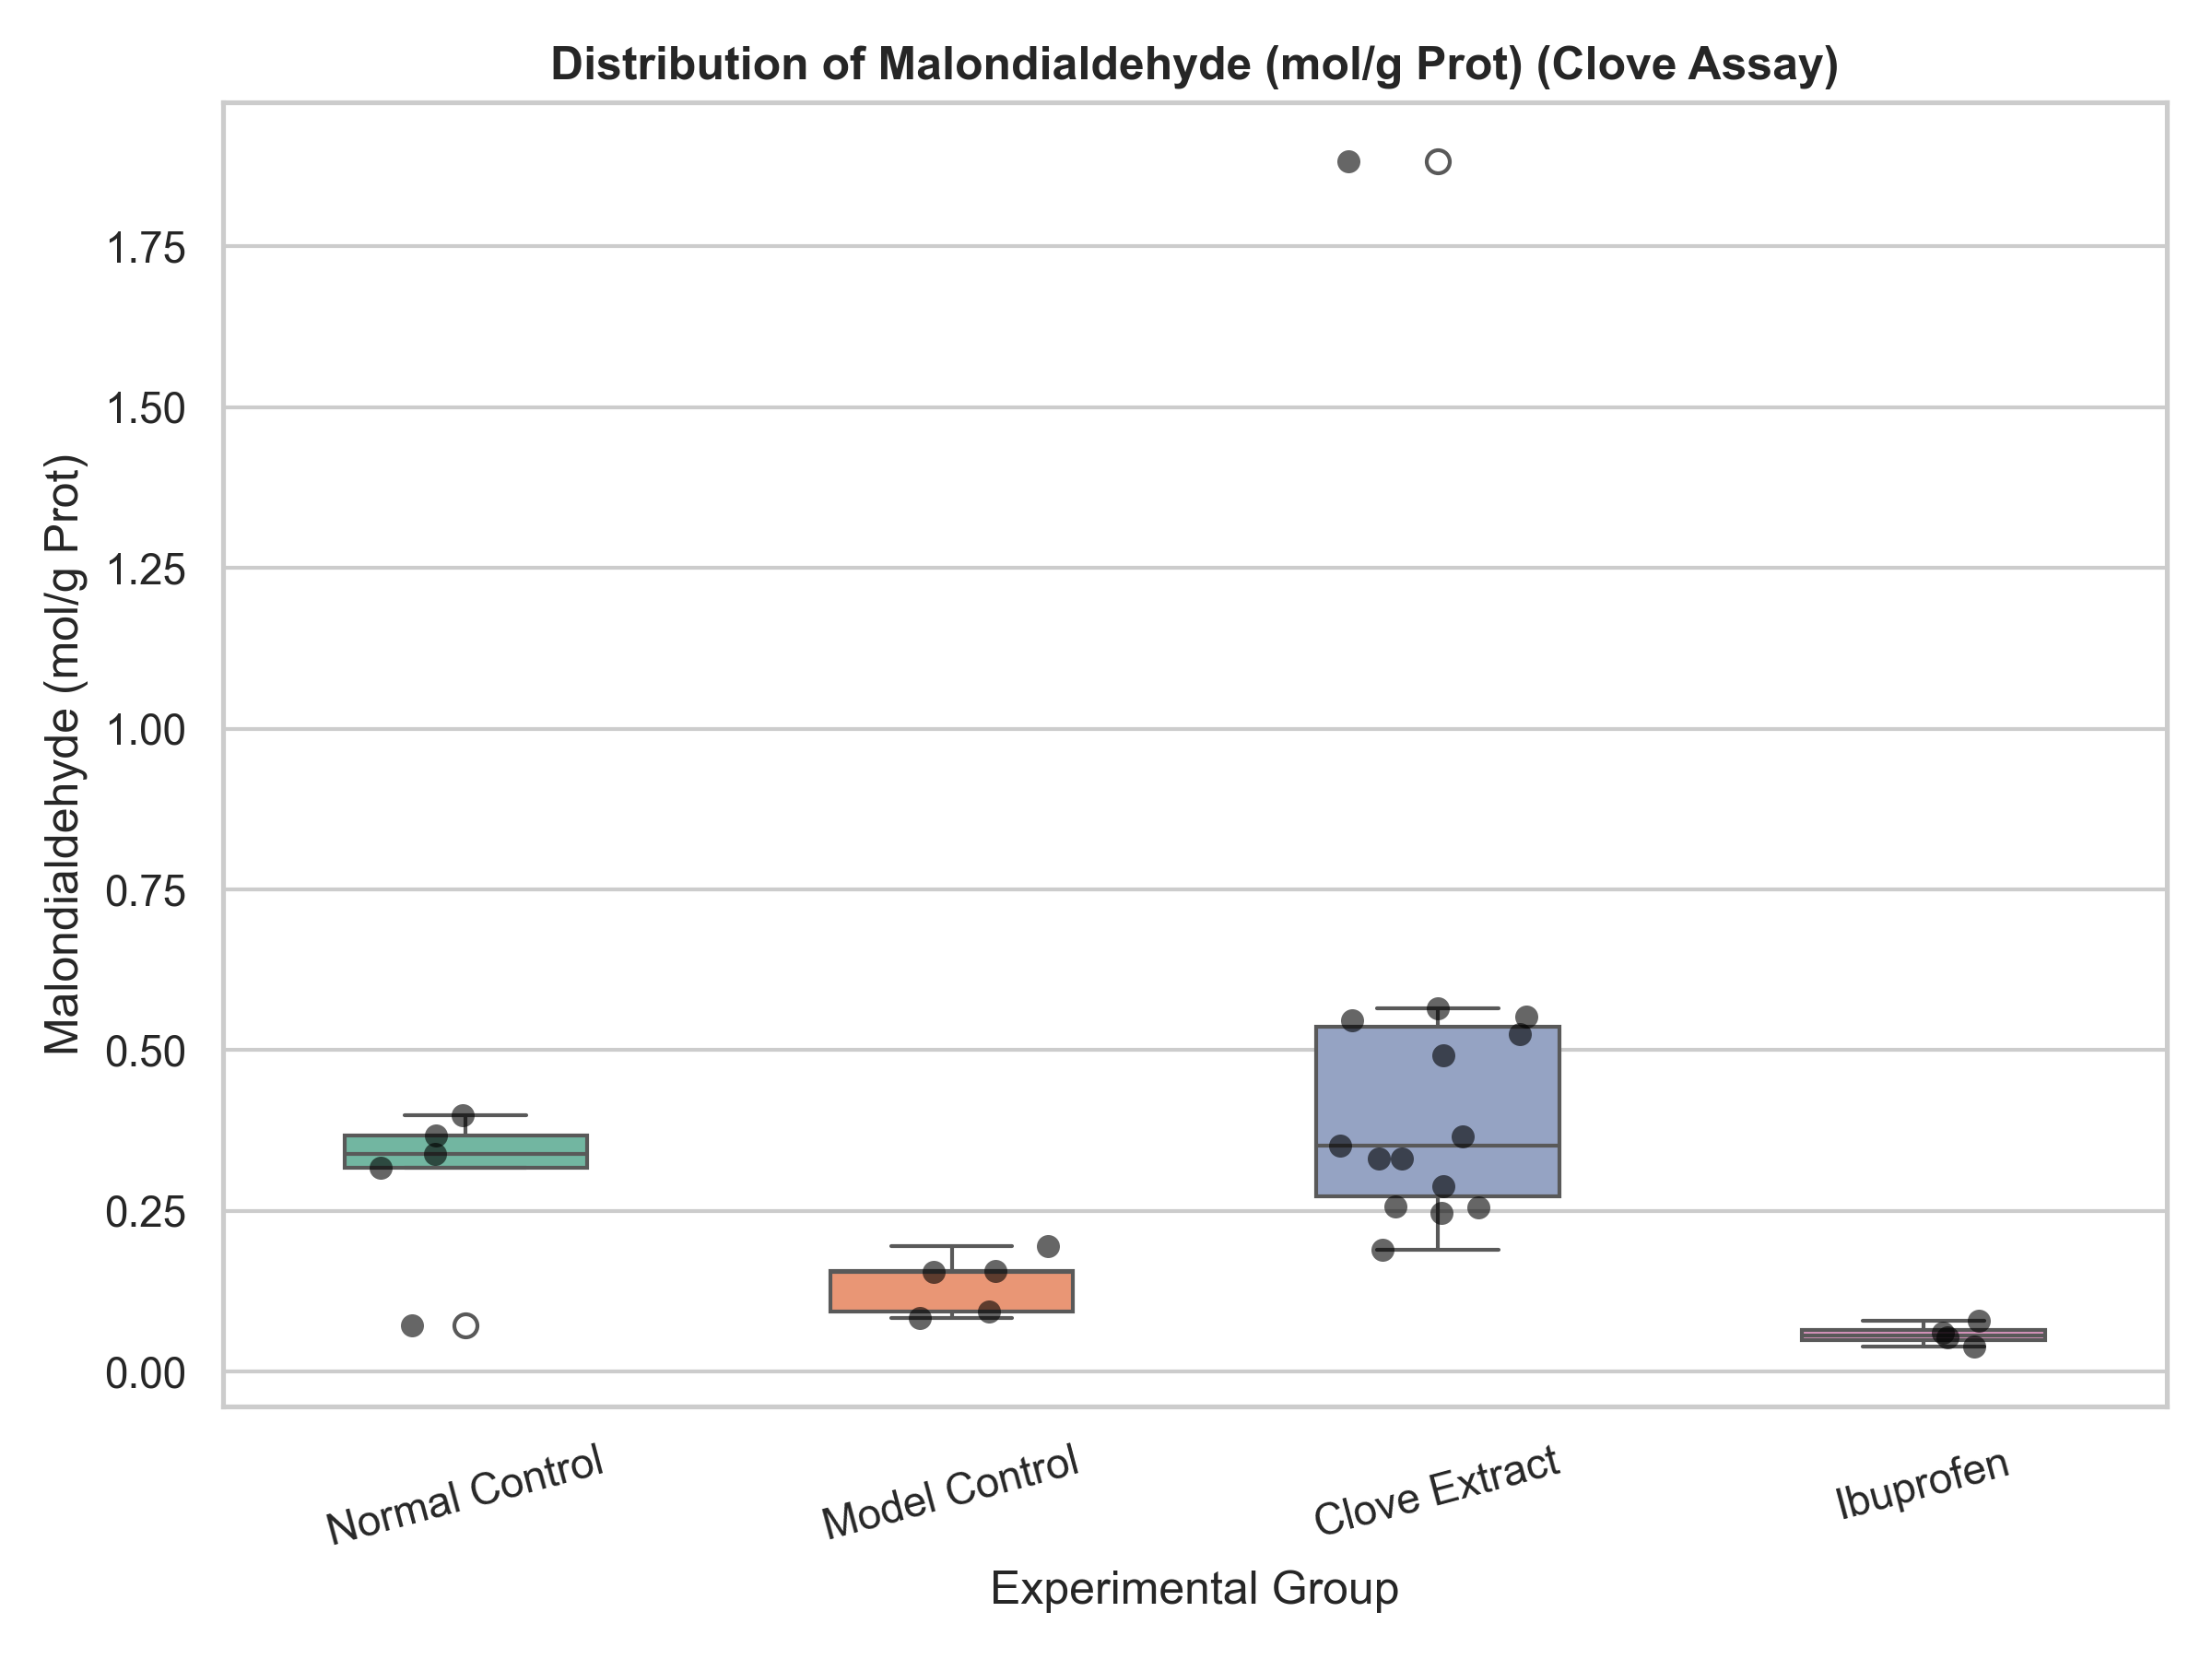 Distribution of Malondialdehyde (mol/g Prot) (Clove Assay)
Malondialdehyde (mol/g Prot)
1.75
1.50
1.25
1.00
0.75
0.50
0.25
0.00
Normal Control
Model Control
Clove Extract
Ibuprofen
Experimental Group